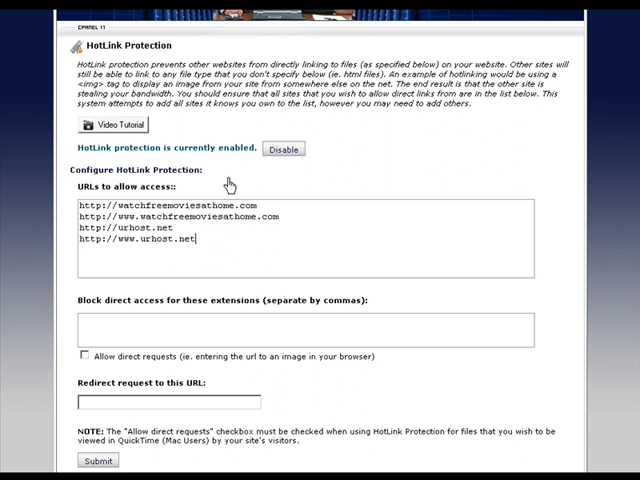 CPANEL 11
HotLink Protection
HotLink protection prevents other websites from directly linking to files (as specified below) on your website. Other sites will
still be able to link to any file type that you don't specify below (ie. html files). An example of hotlinking would be using a
<img> tag to display an image from your site from somewhere else on the net. The end result is that the other site is
stealing your bandwidth. You should ensure that all sites that you wish to allow direct links from are in the list below. This
system attempts to add all sites it knows you own to the list, however you may need to add others.
Video Tutorial
HotLink protection is currently enabled. Disable
Configure HotLink Protection:
URLs to allow access::
http://watchfreemoviesathome.com
http://www.watchfreemoviesathome.com
http://urhost.net
http://www.urhost.net
Block direct access for these extensions (separate by commas):
Allow direct requests (ie. entering the url to an image in your browser)
Redirect request to this URL:
NOTE: The "Allow direct requests" checkbox must be checked when using HotLink Protection for files that you wish to be
viewed in QuickTime (Mac Users) by your site's visitors.
Submit